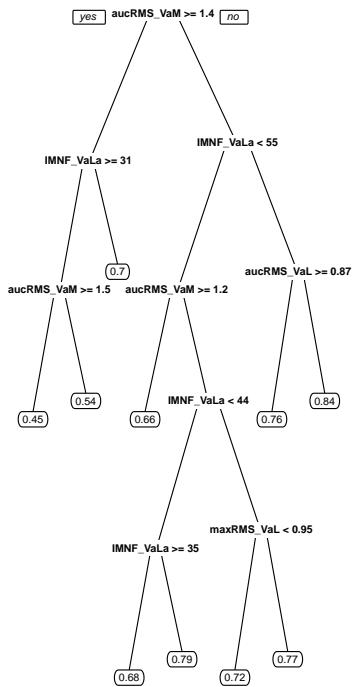 yes aucRMS_VaM >= 1.4 no
IMNF_VaLa < 55
IMNF_VaLa >= 31
0.7
aucRMS_VaL >= 0.87
aucRMS_VaM >= 1.5 aucRMS_VaM >= 1.2
0.54 IMNF_VaLa < 44 0.84
0.45 0.66 0.76
maxRMS_VaL < 0.95
IMNF_VaLa >= 35
0.79 0.77
0.68 0.72